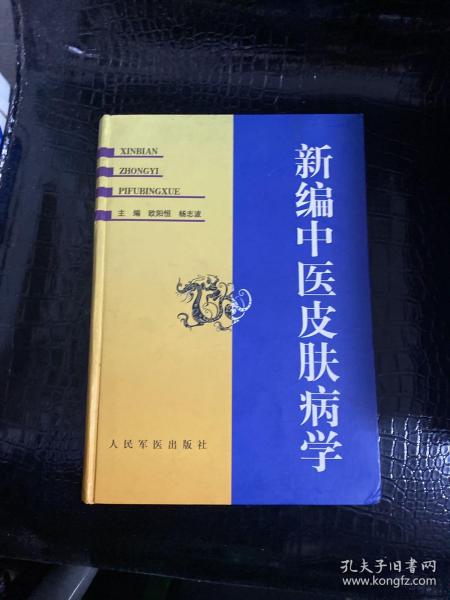 XINBIAN
ZHONGYI
PIFUBINGXUE
主 编 欧阳恒 杨志波
新编中医皮肤病学
人民军医出版社
孔夫子旧书网
www.kongfz.com